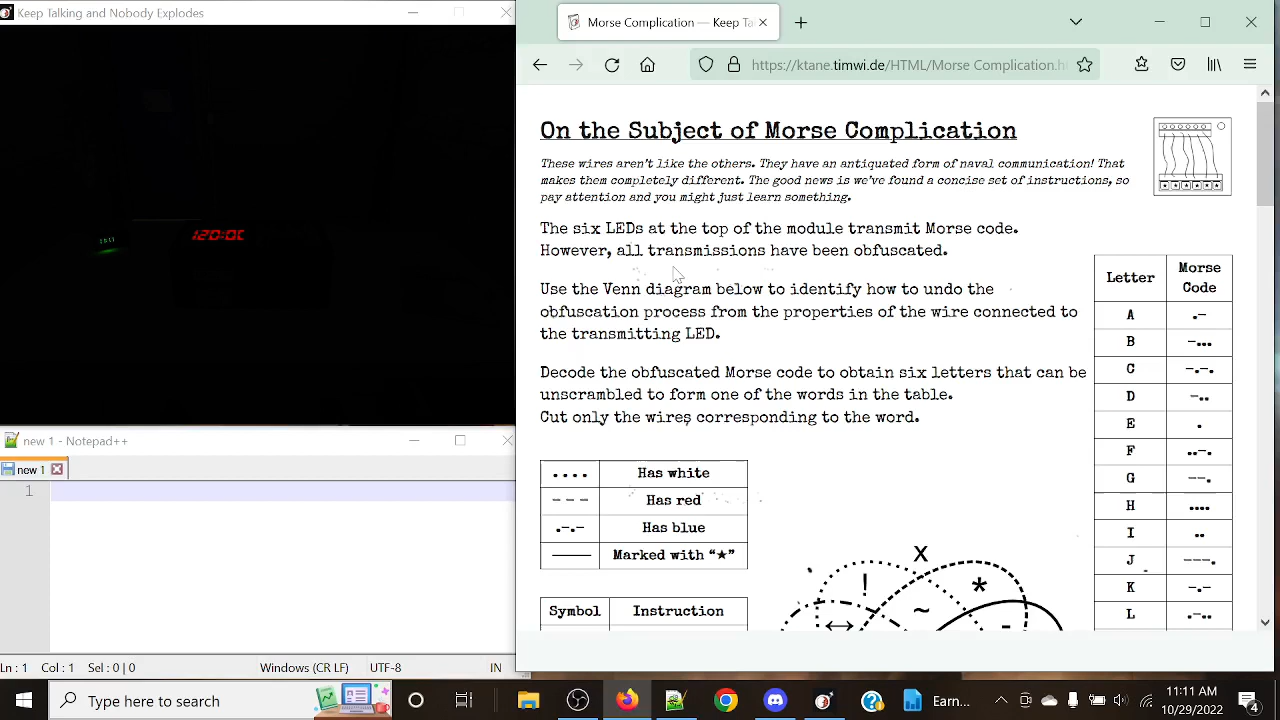 Keep Talking and Nobody Explodes
120:00
new 1 - Notepad++
new 1
1
Ln : 1 Col : 1 Sel : 0 | 0
Windows (CR LF)
UTF-8
IN
Morse Complication — Keep Ta
https://ktane.timwi.de/HTML/Morse Complication.h
On the Subject of Morse Complication
These wires aren't like the others. They have an antiquated form of naval communication! That
makes them completely different. The good news is we've found a concise set of instructions, so
pay attention and you might just learn something.
The six LEDs at the top of the module transmit Morse code.
However, all transmissions have been obfuscated.
Use the Venn diagram below to identify how to undo the
obfuscation process from the properties of the wire connected to
the transmitting LED.
Decode the obfuscated Morse code to obtain six letters that can be
unscrambled to form one of the words in the table.
Cut only the wires corresponding to the word.
.... Has white
--- Has red
.-.- Has blue
—— Marked with “★”
Symbol Instruction
X
!
*
~
↔
-
Letter Morse Code
A .-
B -...
C -.-.
D -..
E .
F ..-.
G --.
H ....
I ..
J ---.
K -.-
L .-..
Type here to search
Earn...
11:11 AM
10/29/2022
4